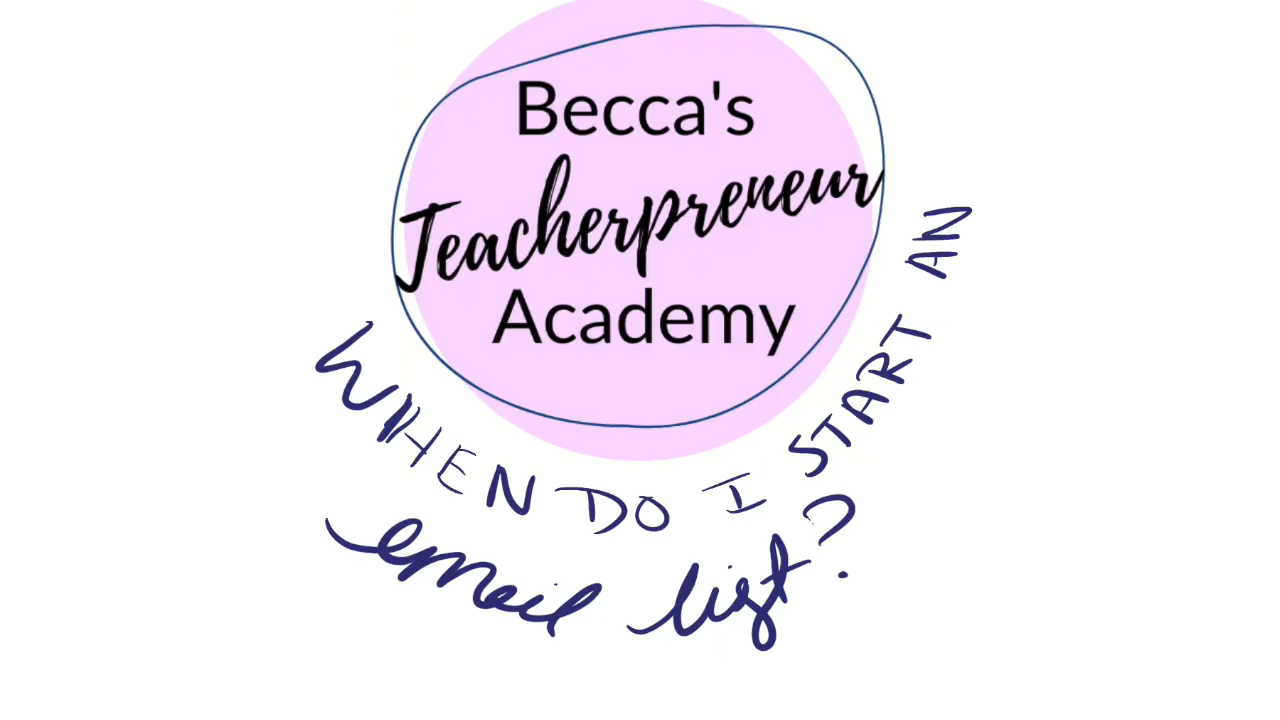 Becca's
Teacherpreneur
Academy
WHEN DO I START AN
email list?